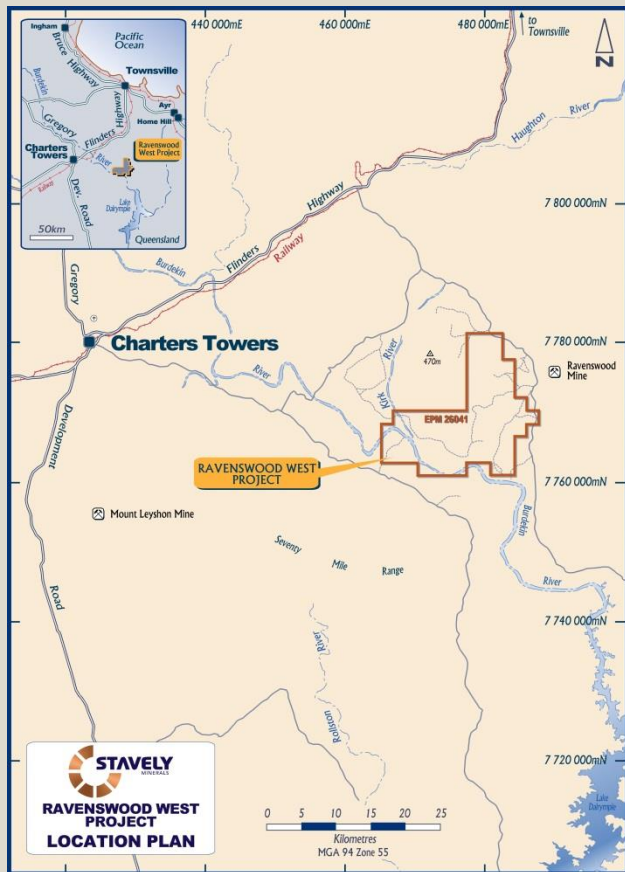 440 000mE
460 000mE
480 000mE
to
Townsville
N
Ingham
Pacific
Ocean
Bruce
Highway
Townsville
Burdekin
River
Gregory
Flinders
Highway
Ayr
Home Hill
Charters
Towers
Ravenswood
West Project
Railway
Dev. Road
Lake
Dalrymple
50km
Queensland
Haughton
River
7 800 000mN
Highway
Flinders
Railway
Burdekin
Gregory
Charters Towers
River
Kirk
River
470m
7 780 000mN
Ravenswood
Mine
EPM 26041
RAVENSWOOD WEST
PROJECT
Development
7 760 000mN
Mount Leyshon Mine
Burdekin
River
Seventy
Mile
Range
Road
River
Rollston
7 740 000mN
7 720 000mN
Lake
Dalrymple
STAVELY
MINERALS
RAVENSWOOD WEST
PROJECT
LOCATION PLAN
0
5
10
15
20
25
Kilometres
MGA 94 Zone 55